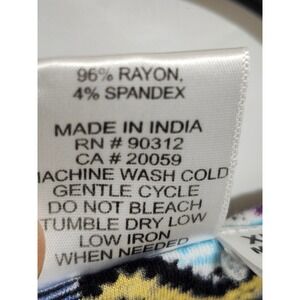 96% RAYON,
4% SPANDEX
MADE IN INDIA
RN # 90312
CA # 20059
MACHINE WASH COLD
GENTLE CYCLE
DO NOT BLEACH
TUMBLE DRY LOW
LOW IRON
WHEN NEEDED